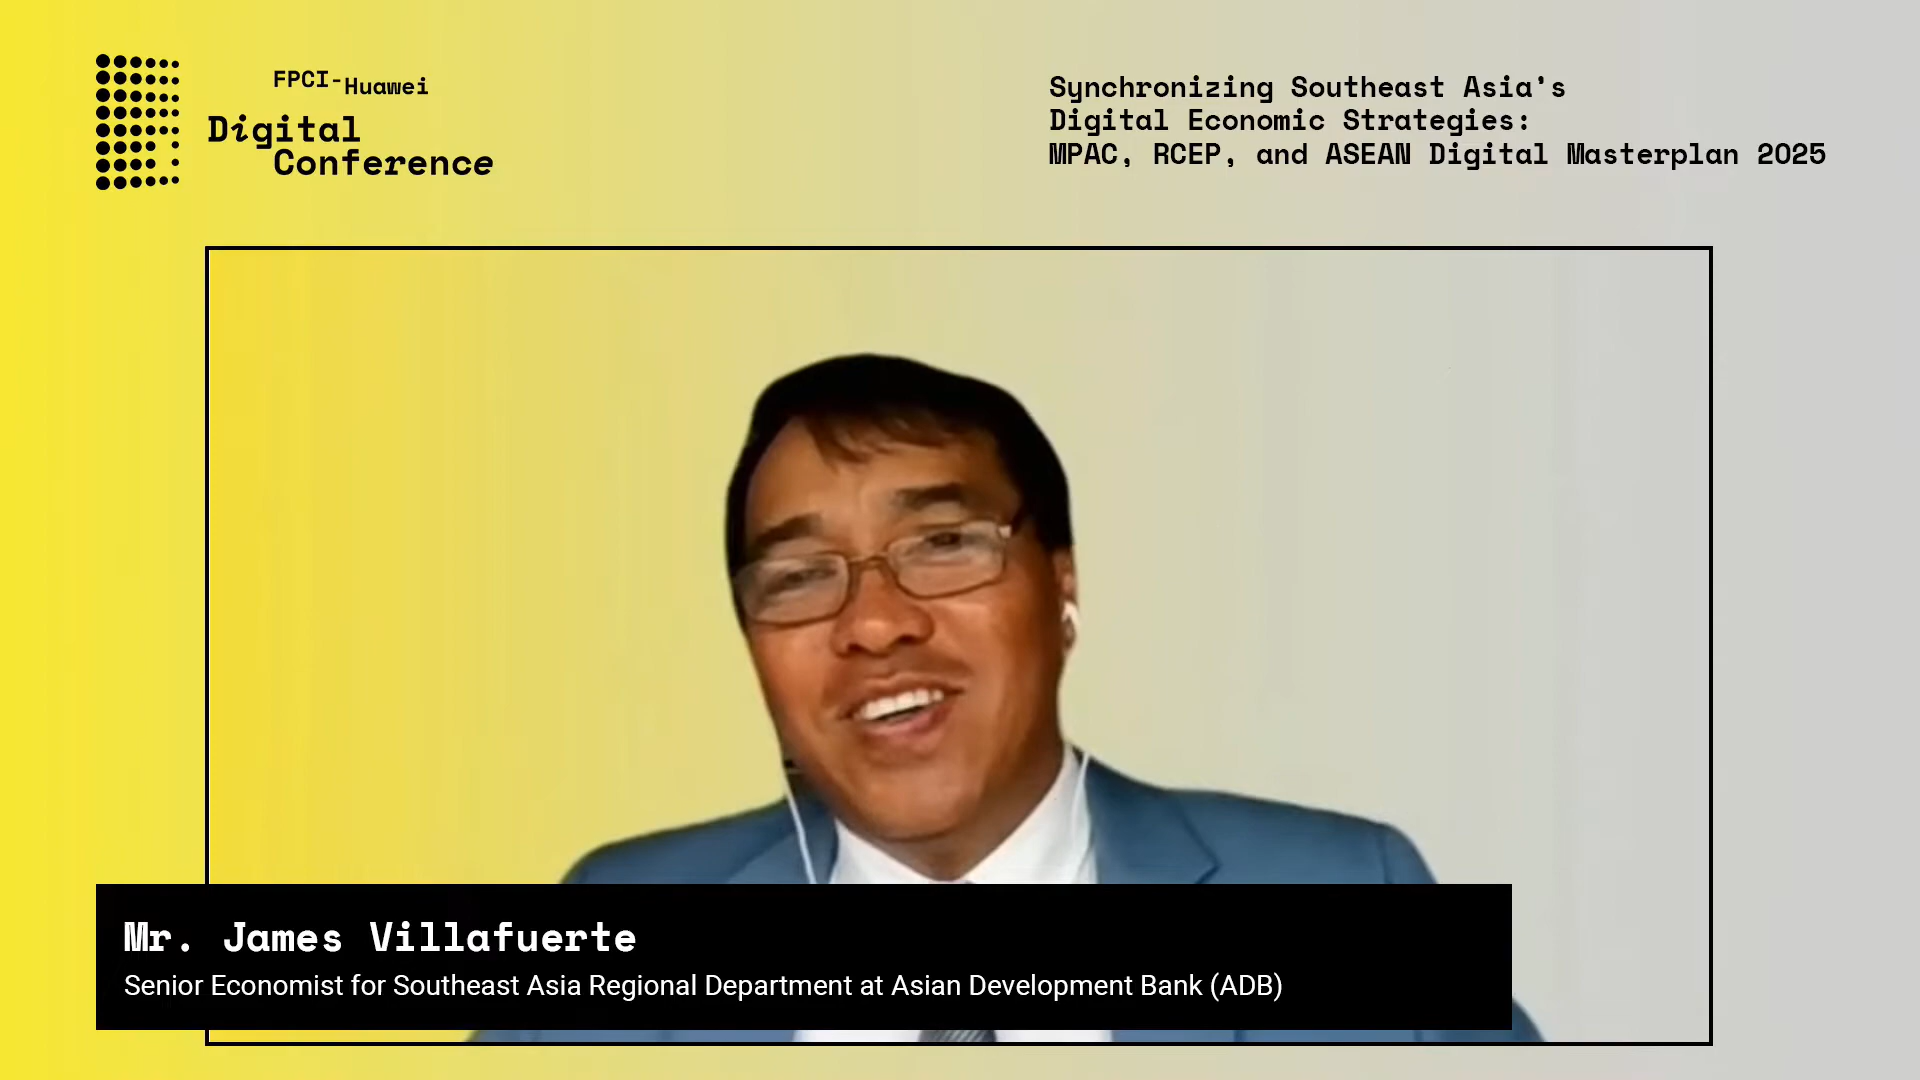 FPCI-Huawei
Digital
Conference
Synchronizing Southeast Asia's
Digital Economic Strategies:
MPAC, RCEP, and ASEAN Digital Masterplan 2025
Mr. James Villafuerte
Senior Economist for Southeast Asia Regional Department at Asian Development Bank (ADB)